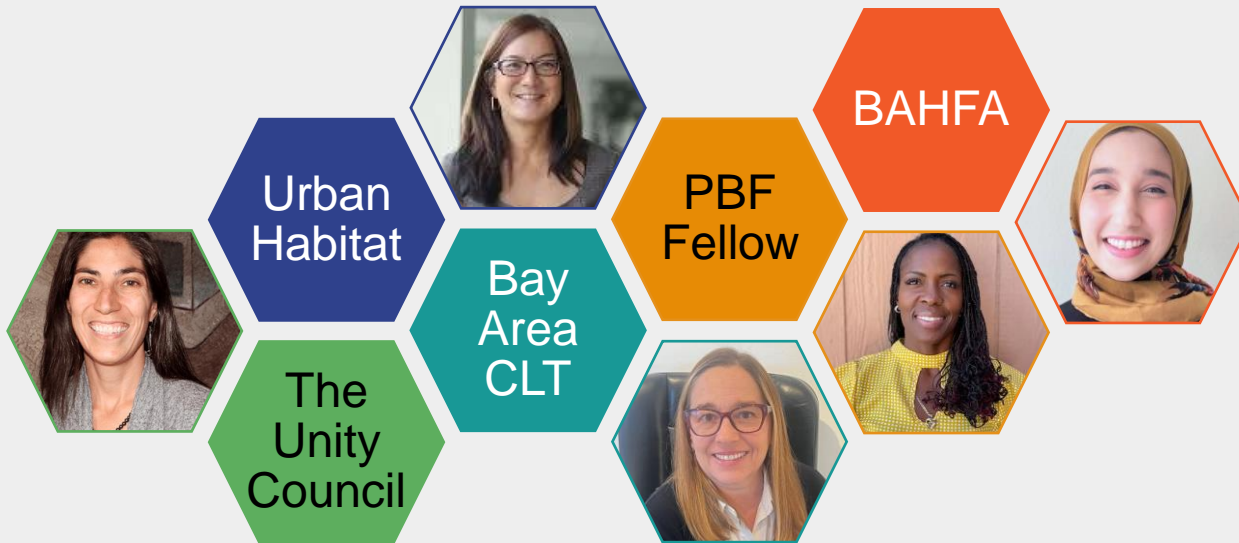 Urban
Habitat
The
Unity
Council
Bay
Area
CLT
PBF
Fellow
BAHFA